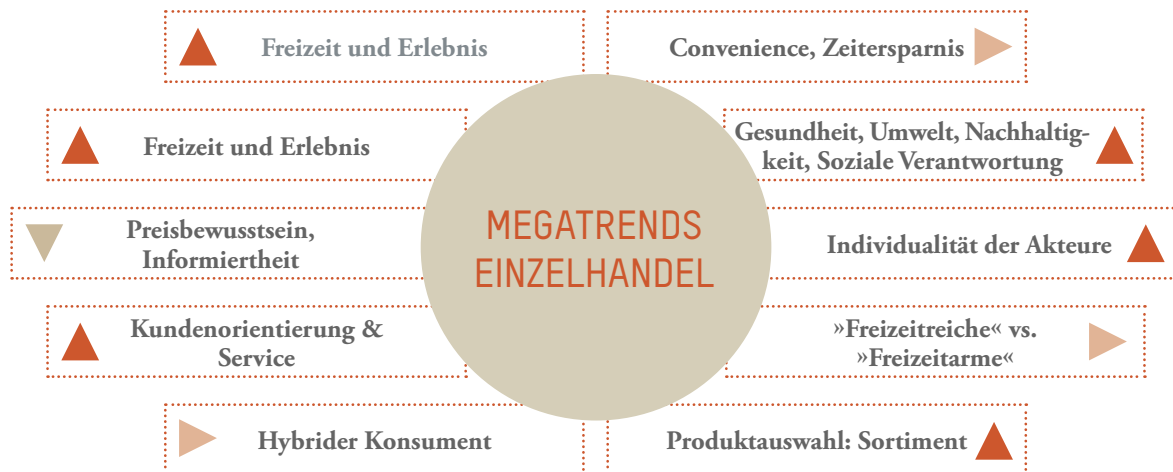 Freizeit und Erlebnis
Convenience, Zeitersparnis
Freizeit und Erlebnis
Gesundheit, Umwelt, Nachhaltig-
keit, Soziale Verantwortung
MEGATRENDS
EINZELHANDEL
Preisbewusstsein,
Informiertheit
Individualität der Akteure
Kundenorientierung &
Service
»Freizeitreiche« vs.
»Freizeitarme«
Hybrider Konsument
Produktauswahl: Sortiment